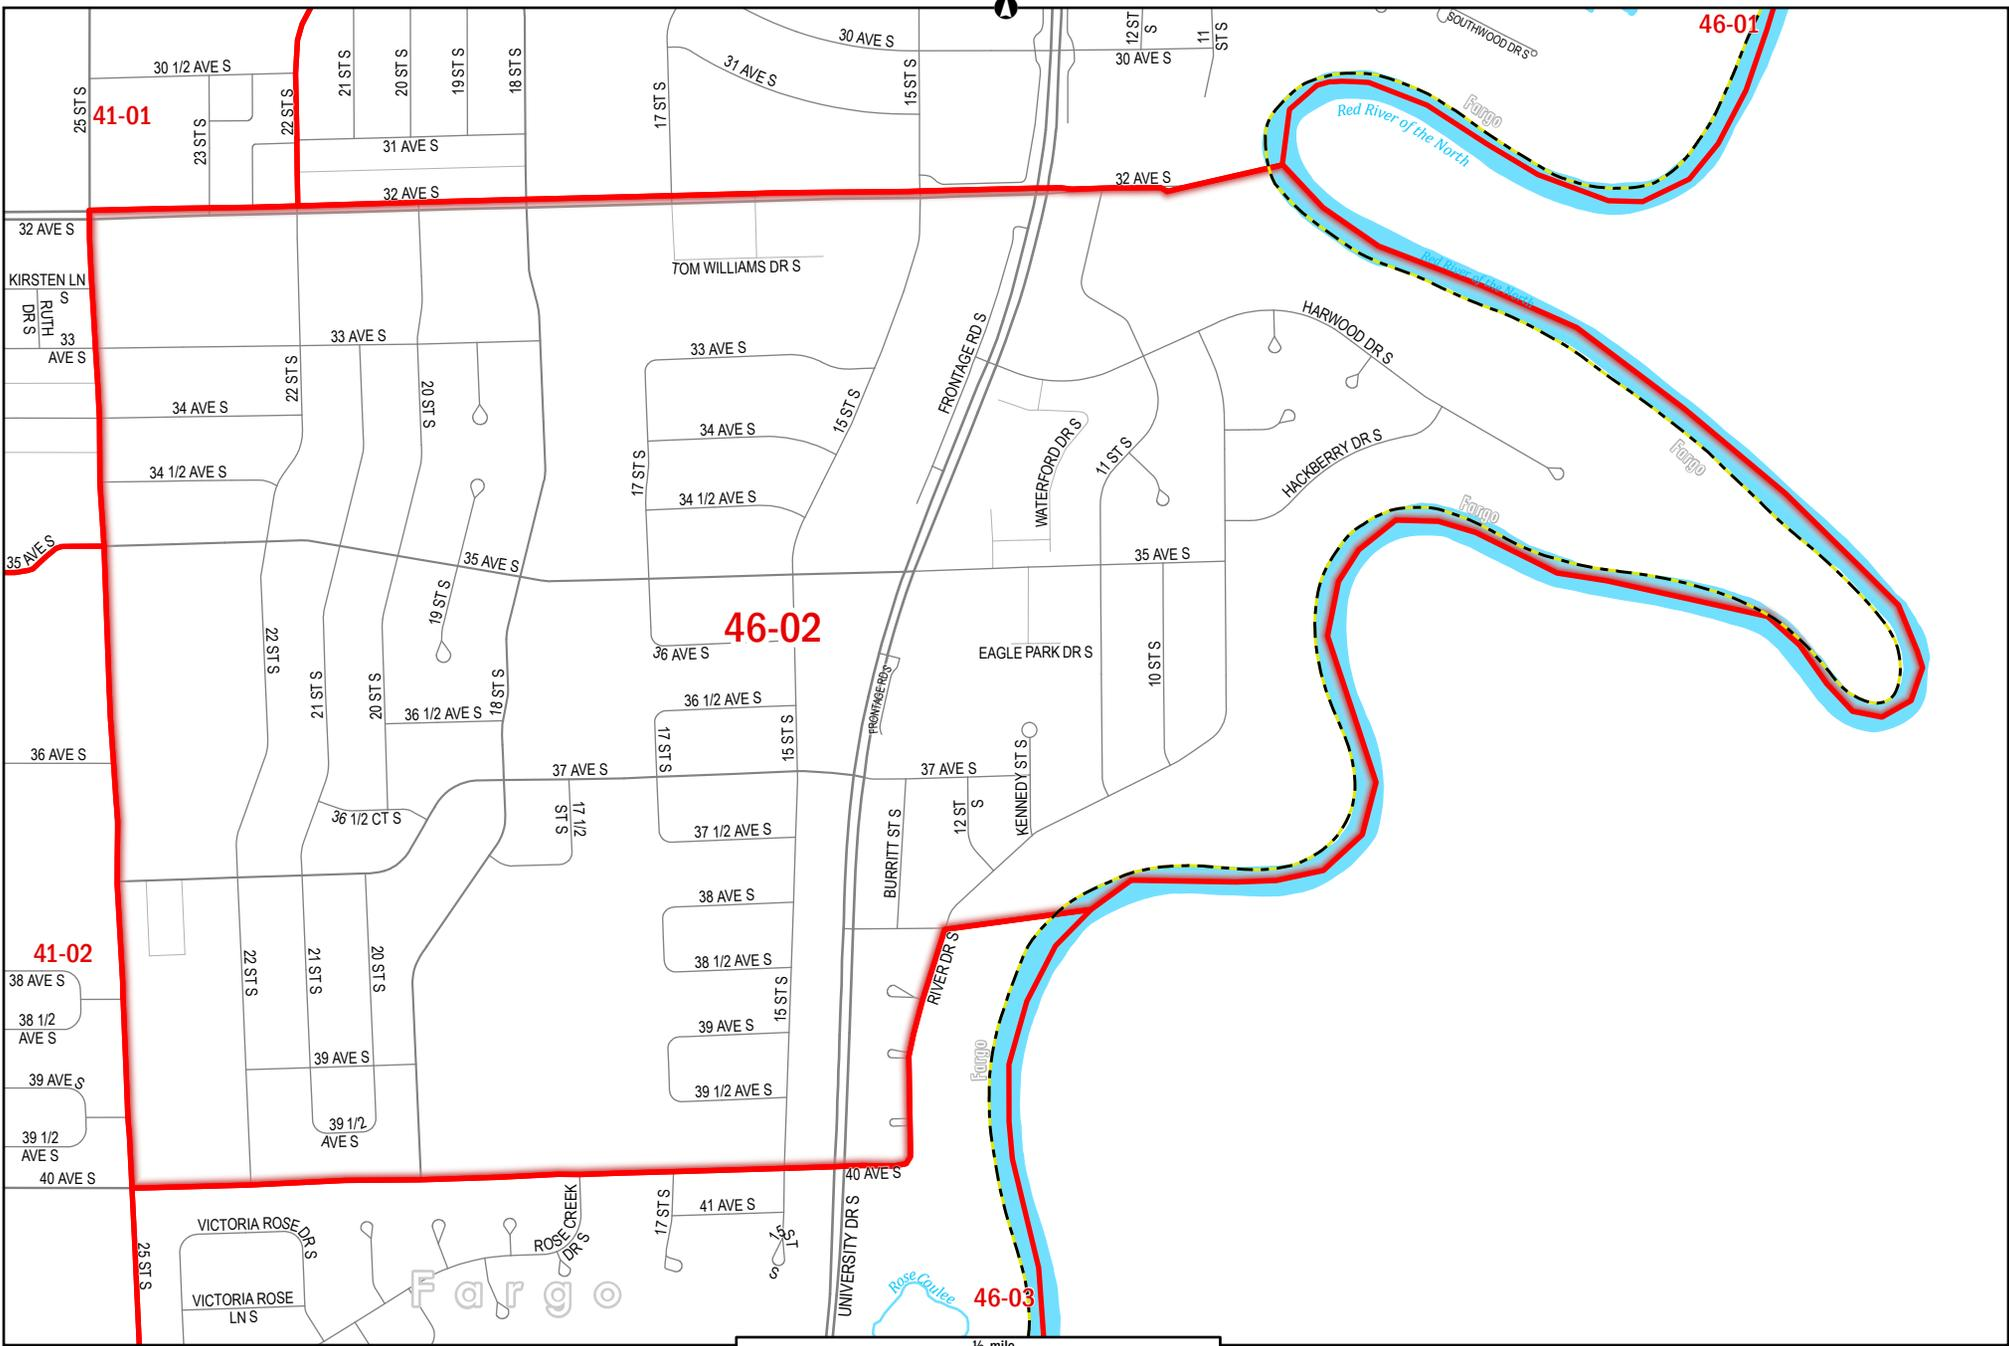 46-01
SOUTHWOOD DR S
12 ST
S
11
ST S
30 AVE S
30 AVE S
31 AVE S
15 ST S
17 ST S
18 ST S
19 ST S
20 ST S
21 ST S
22 ST S
30 1/2 AVE S
25 ST S
41-01
23 ST S
31 AVE S
Fargo
Red River of the North
32 AVE S
32 AVE S
32 AVE S
KIRSTEN LN
S
RUTH
DR S
33
AVE S
TOM WILLIAMS DR S
Red River of the North
HARWOOD DR S
FRONTAGE RD S
33 AVE S
33 AVE S
22 ST S
20 ST S
34 AVE S
34 AVE S
15 ST S
WATERFORD DR S
11 ST S
HACKBERRY DR S
Fargo
Fargo
34 1/2 AVE S
17 ST S
34 1/2 AVE S
35 AVE S
35 AVE S
35 AVE S
19 ST S
46-02
22 ST S
36 AVE S
EAGLE PARK DR S
10 ST S
21 ST S
20 ST S
18 ST S
FRONTAGE RD S
36 1/2 AVE S
36 1/2 AVE S
17 ST S
15 ST S
36 AVE S
37 AVE S
37 AVE S
KENNEDY ST S
12 ST
S
BURRITT ST S
36 1/2 CT S
17 1/2
ST S
37 1/2 AVE S
38 AVE S
41-02
38 AVE S
22 ST S
21 ST S
20 ST S
38 1/2 AVE S
15 ST S
RIVER DR S
38 1/2
AVE S
39 AVE S
39 AVE S
Fargo
39 AVE S
39 1/2 AVE S
39 1/2
AVE S
39 1/2
AVE S
40 AVE S
40 AVE S
41 AVE S
17 ST S
15 ST
S
ROSE CREEK
DR S
VICTORIA ROSE DR S
25 ST S
UNIVERSITY DR S
Rose Coulee
46-03
Fargo
VICTORIA ROSE
LN S
½ mile